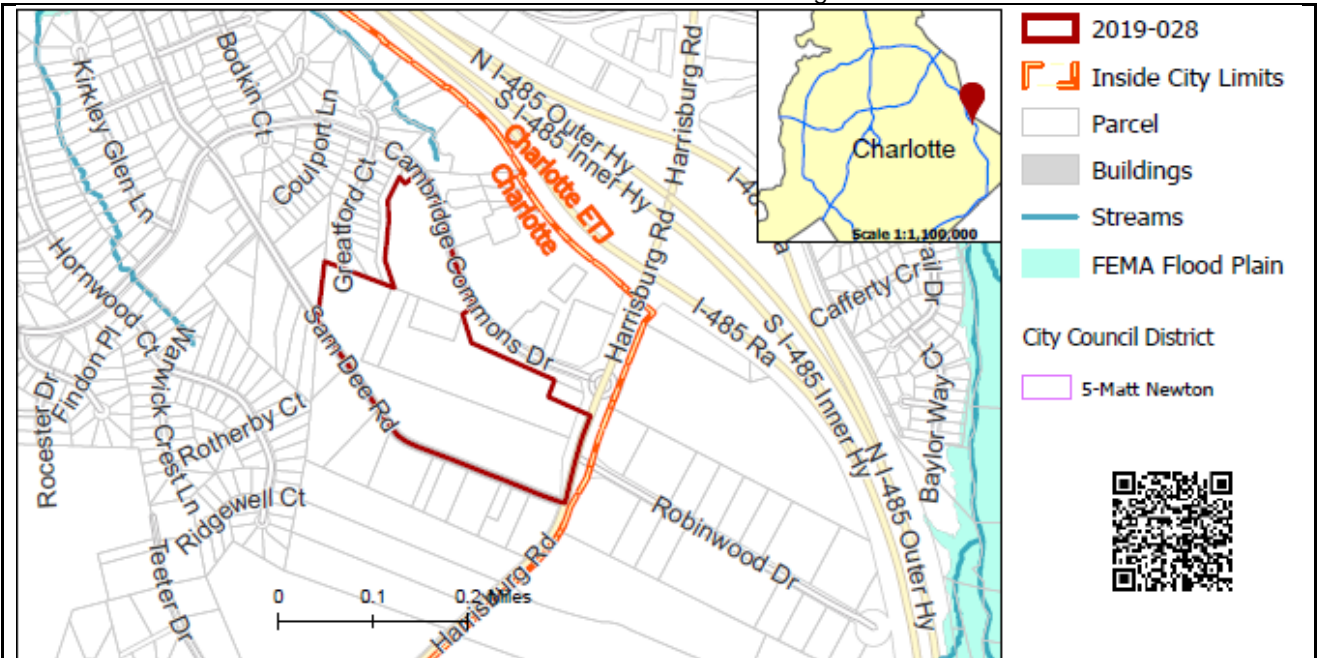 Kirkley Glen Ln
Bodkin Ct
Coulport Ln
Greatford Ct
Cambridge Commons Dr
N I-485 Outer Hy
S I-485 Inner Hy
Harrisburg Rd
Charlotte ETJ
Charlotte
Harrisburg Rd
I-485 Ra
S I-485 Inner Hy
N I-485 Outer Hy
Cafferty Cr
Baylor Way Ct
Hornwood Ct
Findon Pl
Rocester Dr
Warwick Crest Ln
Rotherby Ct
Ridgewell Ct
Teeter Dr
Sam Dee Rd
Robinwood Dr
Harrisburg Rd
0 0.1 0.2 Miles
Charlotte
Scale 1:1,100,000
2019-028
Inside City Limits
Parcel
Buildings
Streams
FEMA Flood Plain
City Council District
5-Matt Newton